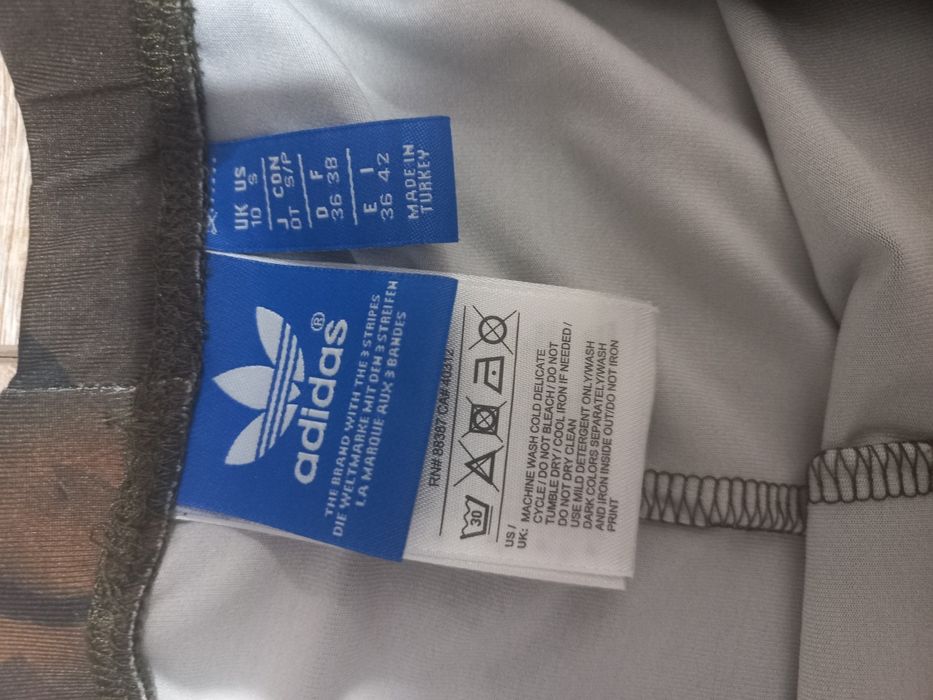 UK US
10 S
J CON
OT S/P
D F
36 38
E I
36 42
MADE IN
TURKEY
adidas®
THE BRAND WITH THE 3 STRIPES
DIE WELTMARKE MIT DEN 3 STREIFEN
LA MARQUE AUX 3 BANDES
RN# 88387 CA# 40312
30
US /
UK: MACHINE WASH COLD DELICATE
CYCLE / DO NOT BLEACH / DO NOT
TUMBLE DRY / COOL IRON IF NEEDED /
DO NOT DRY CLEAN
USE MILD DETERGENT ONLY/WASH
DARK COLORS SEPARATELY/WASH
AND IRON INSIDE OUT/DO NOT IRON
PRINT